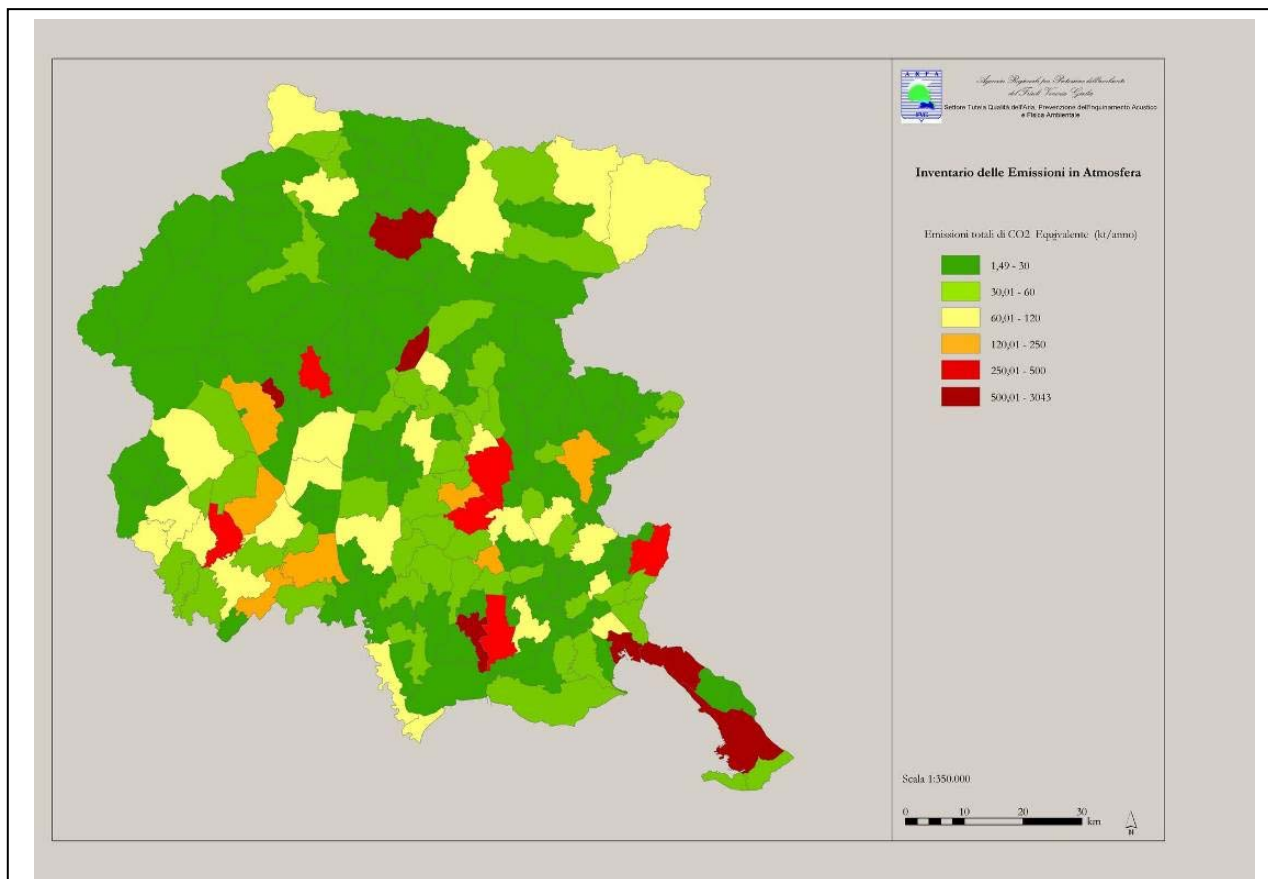 ARPA
FVG
Agenzia Regionale per Protezione dell'Ambiente
del Friuli Venezia Giulia
Settore Tutela Qualità dell'Aria, Prevenzione dell'Inquinamento Acustico
e Fisica Ambientale
Inventario delle Emissioni in Atmosfera
Emissioni totali di CO2 Equivalente (kt/anno)
1,49 - 30
30,01 - 60
60,01 - 120
120,01 - 250
250,01 - 500
500,01 - 3043
Scala 1:350.000
0 10 20 30
km
N